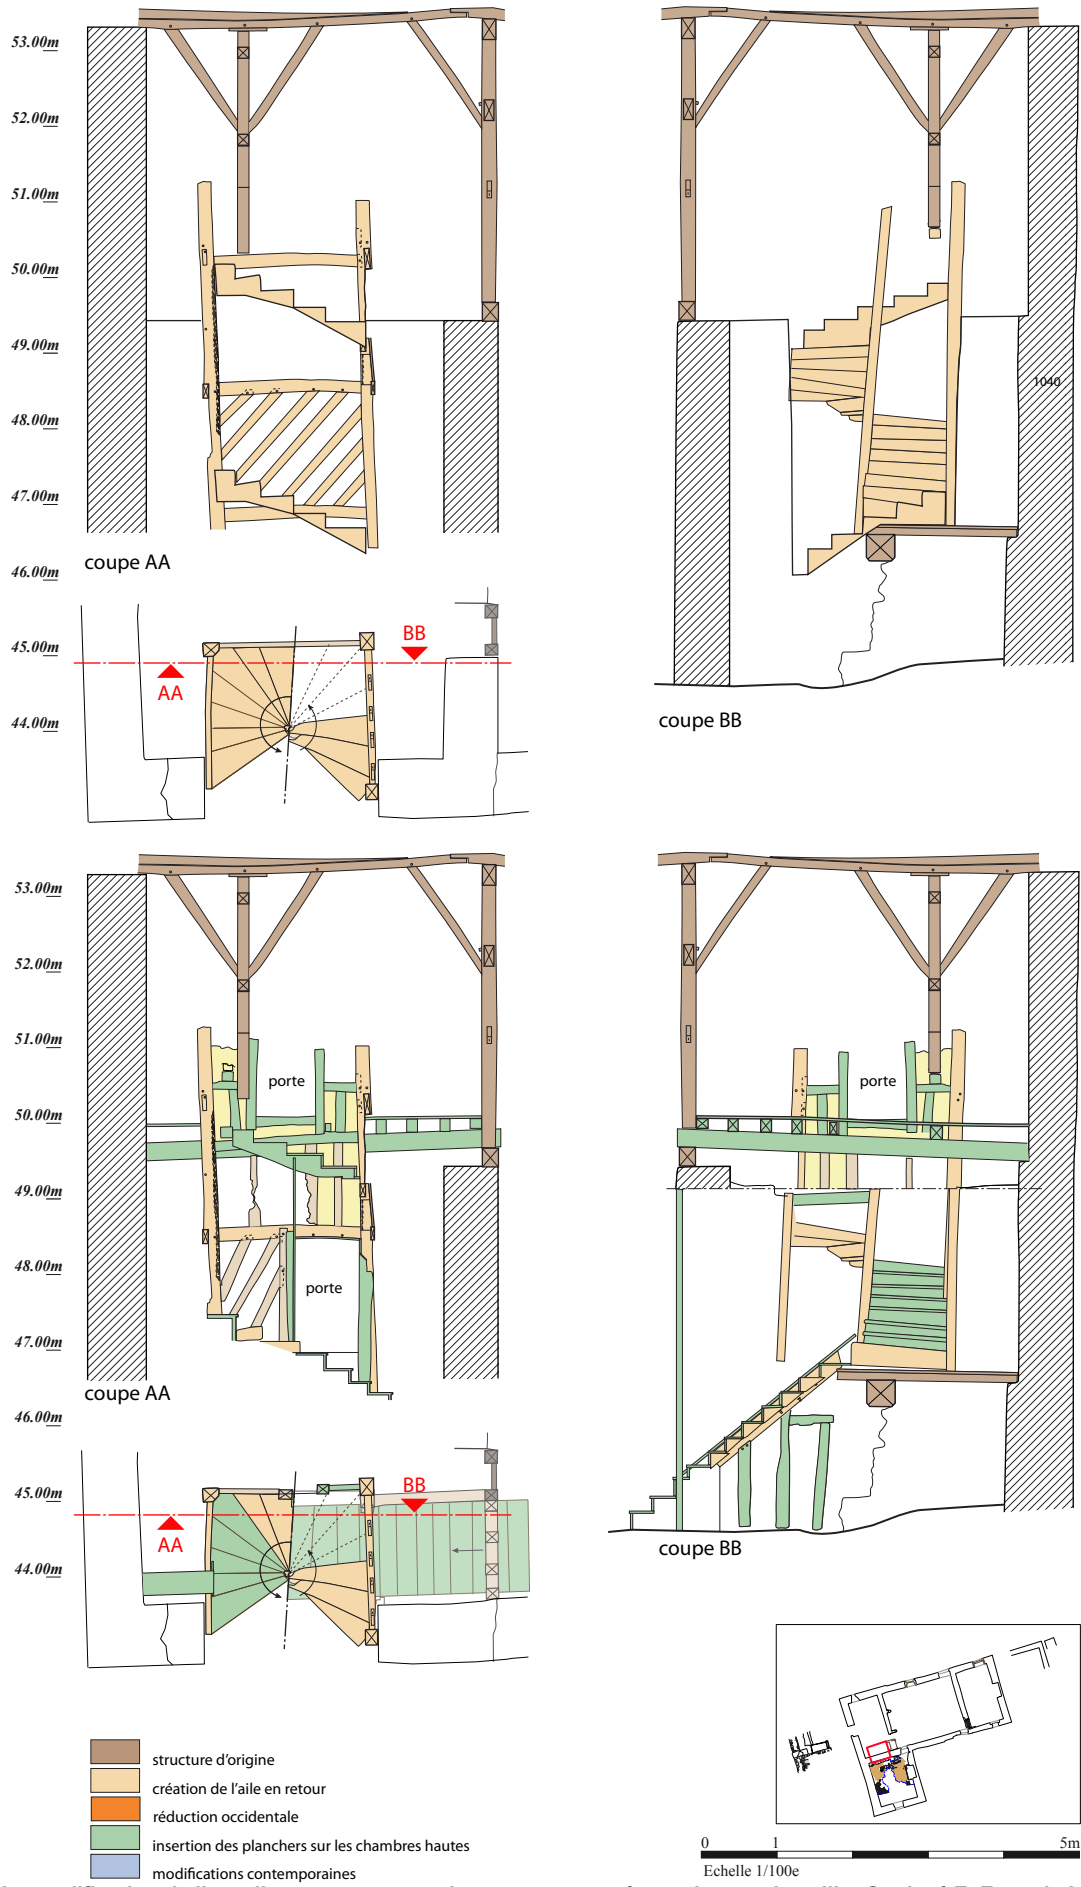 53.00m
52.00m
51.00m
50.00m
49.00m
48.00m
47.00m
46.00m
45.00m
44.00m
1040
coupe AA
BB
AA
coupe BB
53.00m
52.00m
51.00m
50.00m
49.00m
48.00m
47.00m
46.00m
45.00m
44.00m
porte
porte
porte
coupe AA
BB
AA
coupe BB
structure d'origine
création de l'aile en retour
réduction occidentale
insertion des planchers sur les chambres hautes
modifications contemporaines
0 1 5m
Echelle 1/100e